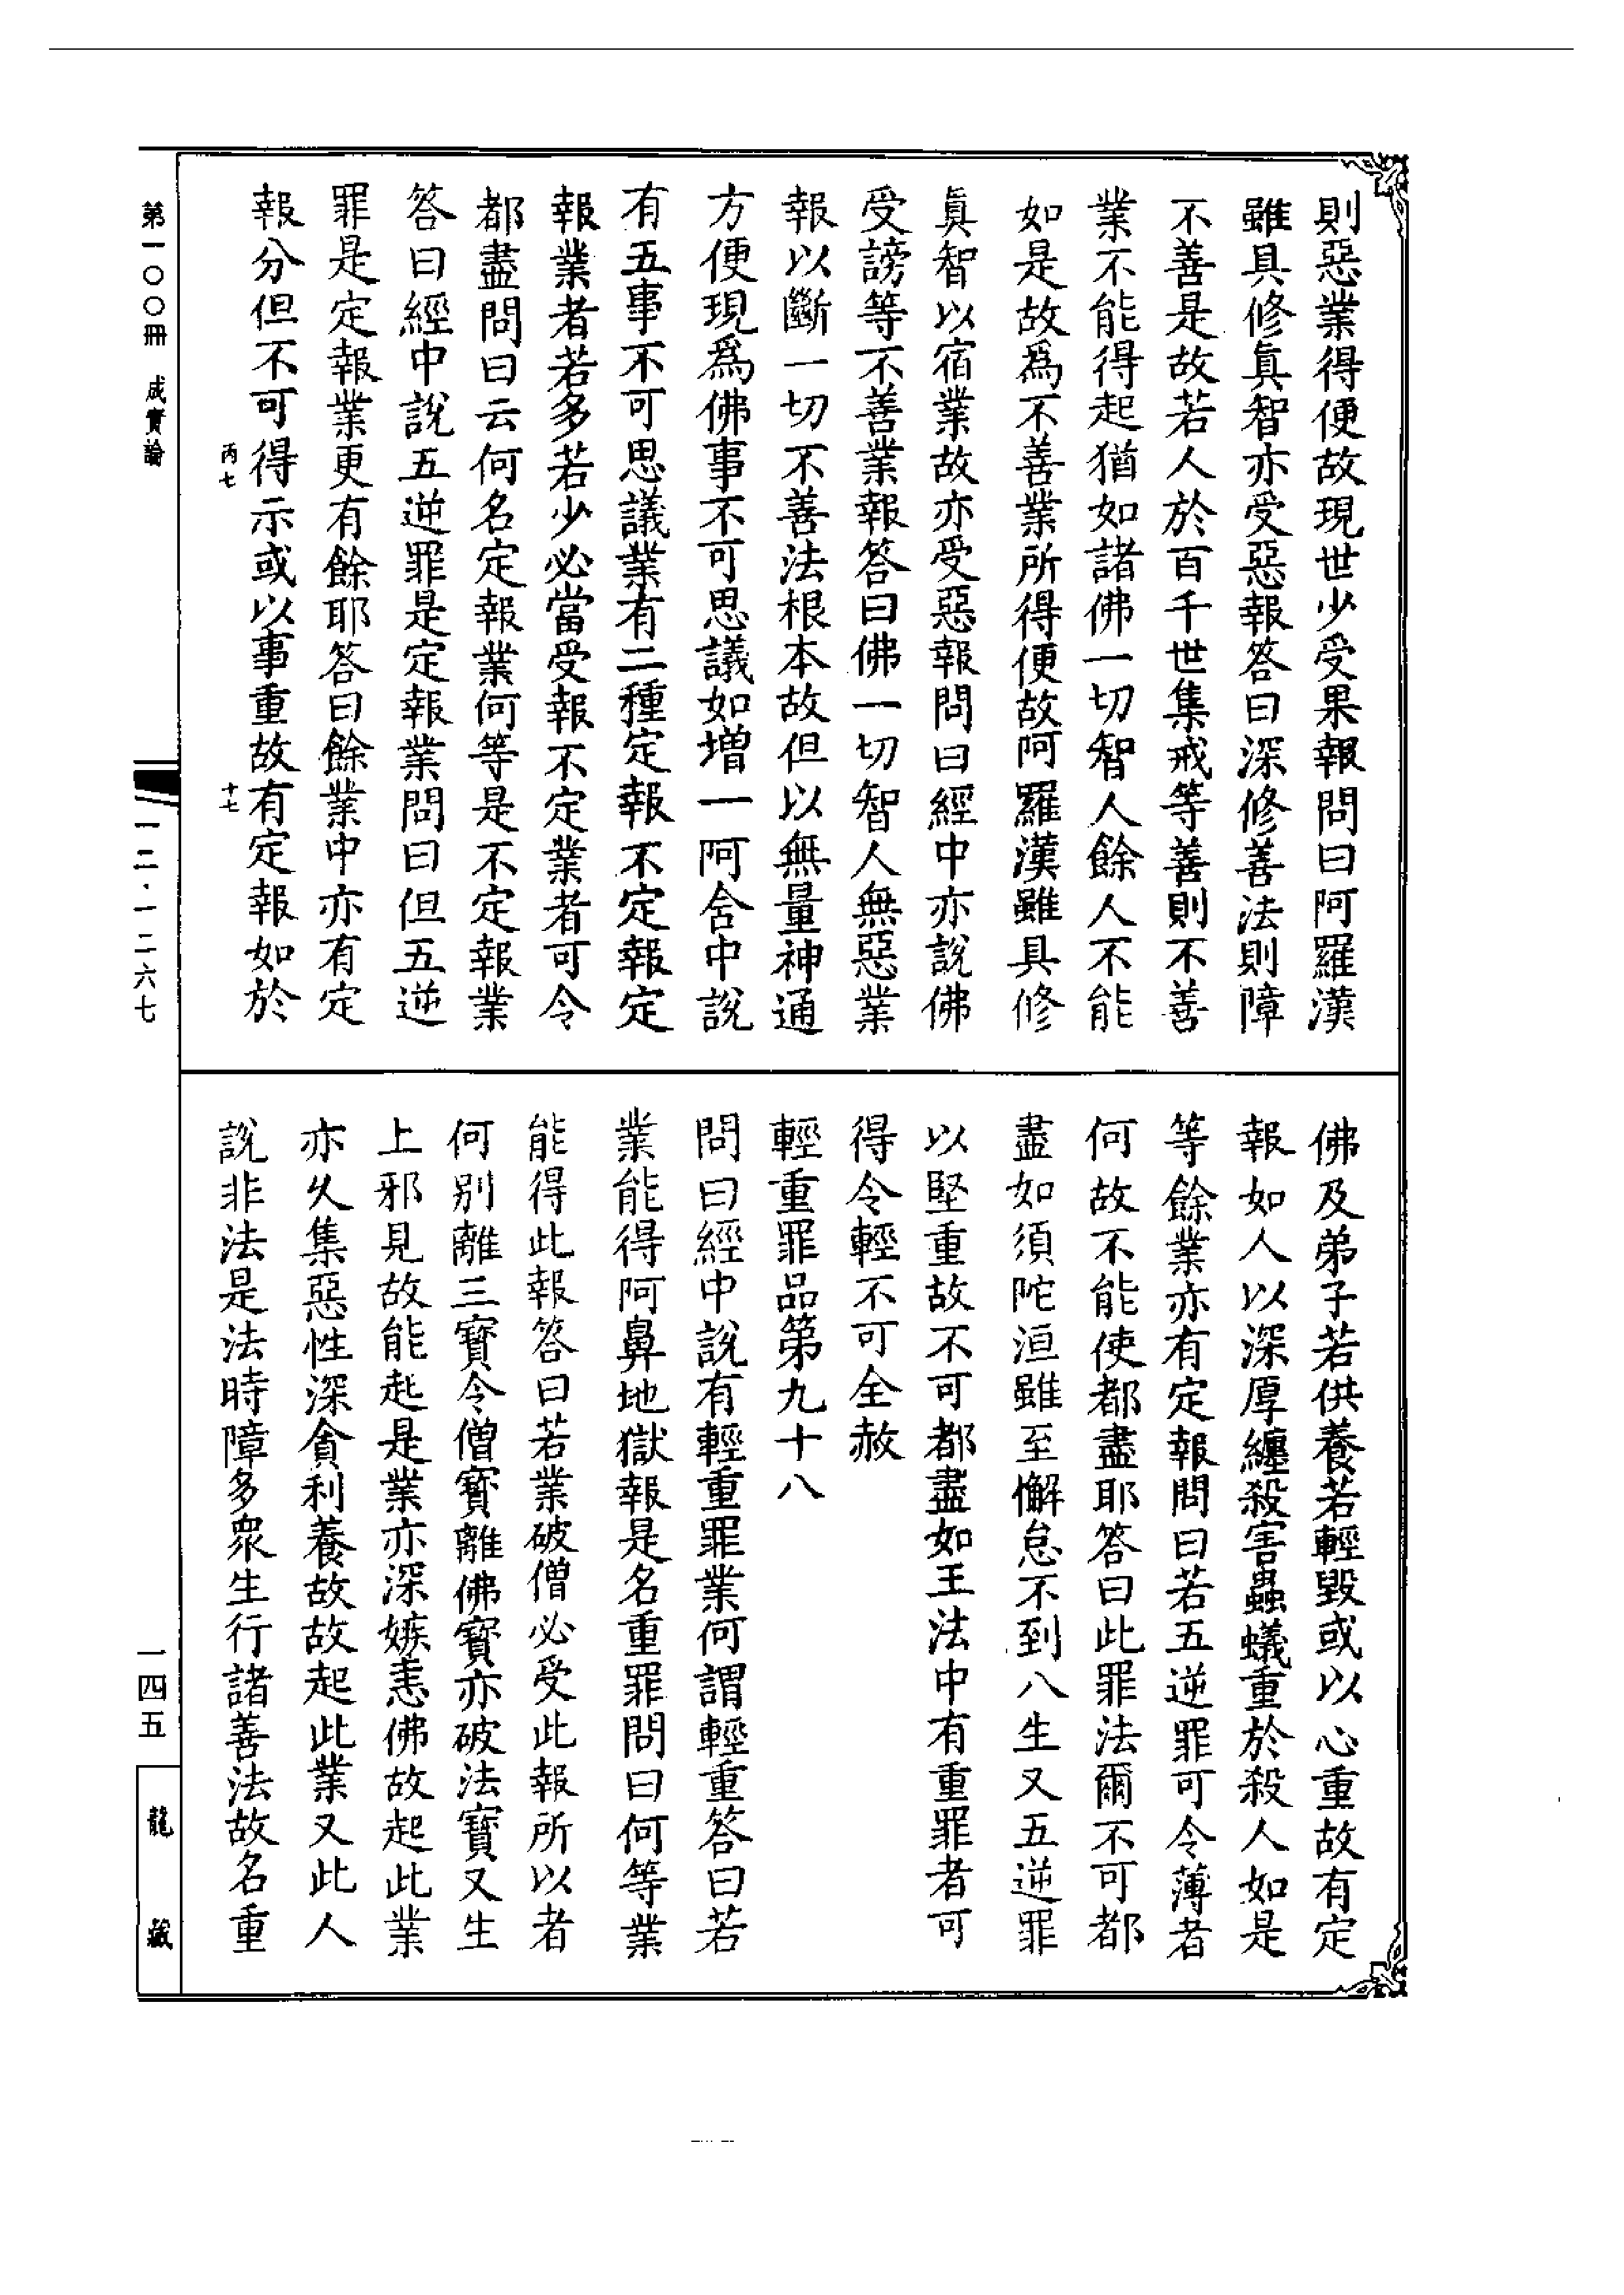 則惡業得便故現世少受果報問曰阿羅漢
雖具修眞智亦受惡報答曰深修善法則障
不善是故若人於百千世集戒等善則不善
業不能得起猶如諸佛一切智人餘人不能
如是故爲不善業所得便故阿羅漢雖具修
眞智以宿業故亦受惡報問曰經中亦說佛
受謗等不善業報答曰佛一切智人無惡業
報以斷一切不善法根本故但以無量神通
方便現爲佛事不可思議如增一阿含中說
有五事不可思議業有二種定報不定報定
報業者若多若少必當受報不定業者可令
都盡問曰云何名定報業何等是不定報業
答曰經中說五逆罪是定報業問曰但五逆
罪是定報業更有餘耶答曰餘業中亦有定
報分但不可得示或以事重故有定報如於
丙七
十七
佛及弟子若供養若輕毀或以心重故有定
報如人以深厚纏殺害蟲蟻重於殺人如是
等餘業亦有定報問曰若五逆罪可令薄者
何故不能使都盡耶答曰此罪法爾不可都
盡如須陀洹雖至懈怠不到八生又五逆罪
以堅重故不可都盡如王法中有重罪者可
得令輕不可全赦
輕重罪品第九十八
問曰經中說有輕重罪業何謂輕重答曰若
業能得阿鼻地獄報是名重罪問曰何等業
能得此報答曰若業破僧必受此報所以者
何別離三寶令僧寶離佛寶亦破法寶又生
上邪見故能起是業亦深嫉恚佛故起此業
亦久集惡性深貪利養故故起此業又此人
說非法是法時障多衆生行諸善法故名重
第一〇〇冊 成實論
一二·一二六七
一四五
龍藏